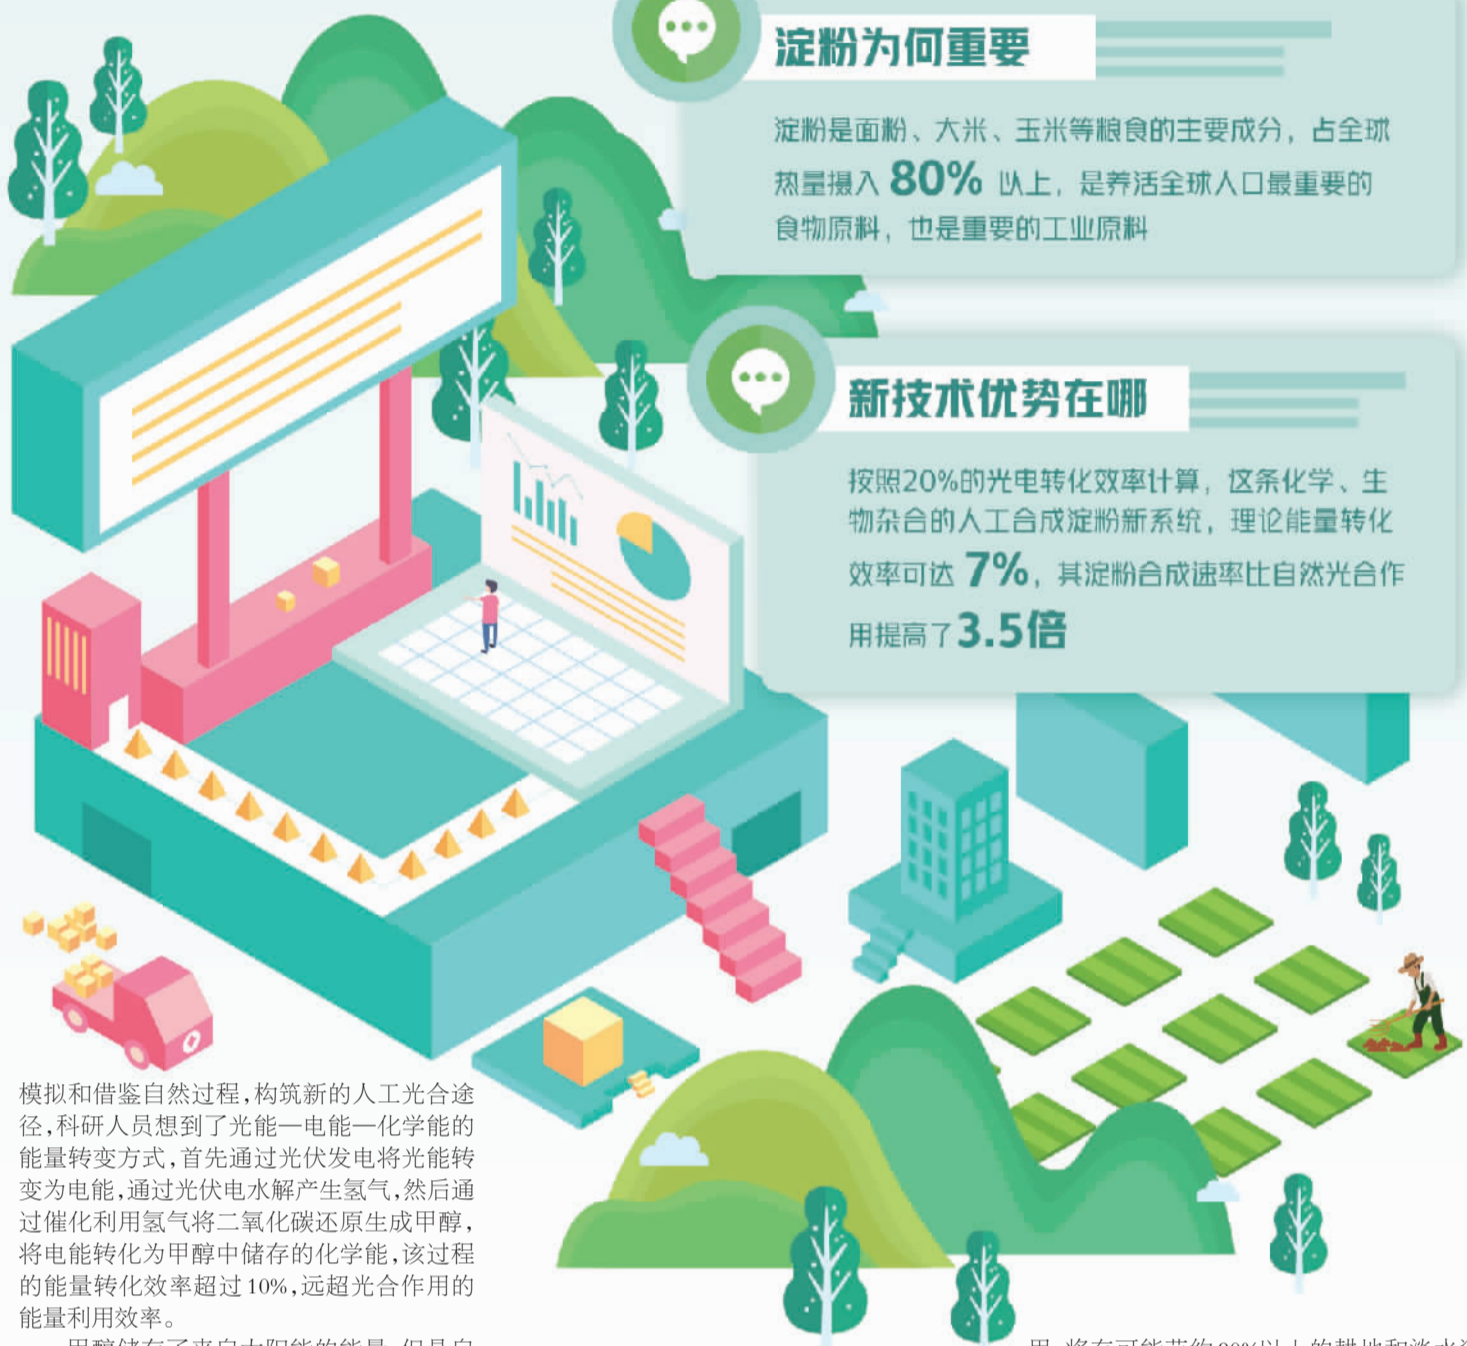 淀粉为何重要
淀粉是面粉、大米、玉米等粮食的主要成分，占全球
热量摄入 80% 以上，是养活全球人口最重要的
食物原料，也是重要的工业原料
新技术优势在哪
按照20%的光电转化效率计算，这条化学、生
物杂合的人工合成淀粉新系统，理论能量转化
效率可达 7%，其淀粉合成速率比自然光合作
用提高了3.5倍
模拟和借鉴自然过程，构筑新的人工光合途
径，科研人员想到了光能—电能—化学能的
能量转变方式，首先通过光伏发电将光能转
变为电能，通过光伏电水解产生氢气，然后通
过催化利用氢气将二氧化碳还原生成甲醇，
将电能转化为甲醇中储存的化学能，该过程
的能量转化效率超过10%，远超光合作用的
能量利用效率。